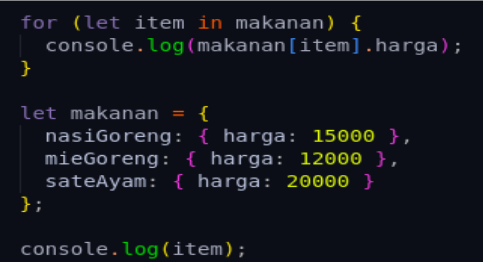 for (let item in makanan) {
  console.log(makanan[item].harga);
}

let makanan = {
  nasiGoreng: { harga: 15000 },
  mieGoreng: { harga: 12000 },
  sateAyam: { harga: 20000 }
};

console.log(item);